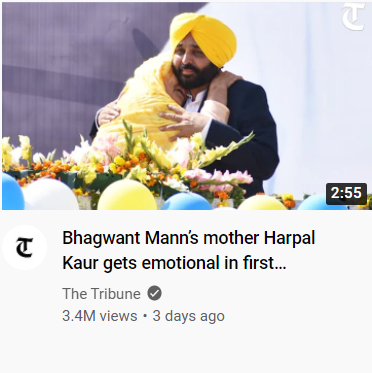 2:55
Bhagwant Mann's mother Harpal
Kaur gets emotional in first...
The Tribune
3.4M views • 3 days ago